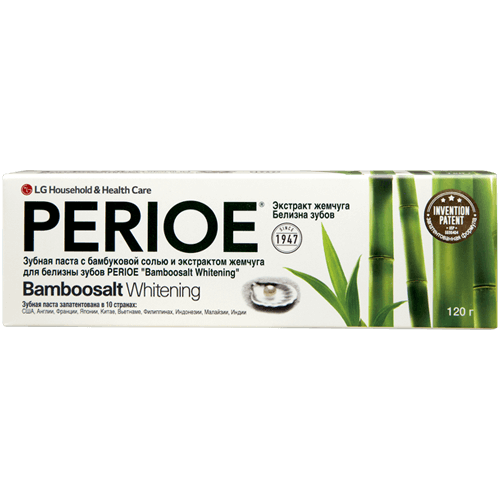 LG Household & Health Care
PERIOE®
Экстракт жемчуга
Белизна зубов
SINCE
1947
Зубная паста с бамбуковой солью и экстрактом жемчуга
для белизны зубов PERIOE "Bamboosalt Whitening"
Bamboosalt Whitening
Зубная паста запатентована в 10 странах:
США, Англии, Франции, Японии, Китае, Вьетнаме, Филиппинах, Индонезии, Малайзии, Индии
INVENTION
PATENT
запатентованная формула
120 г